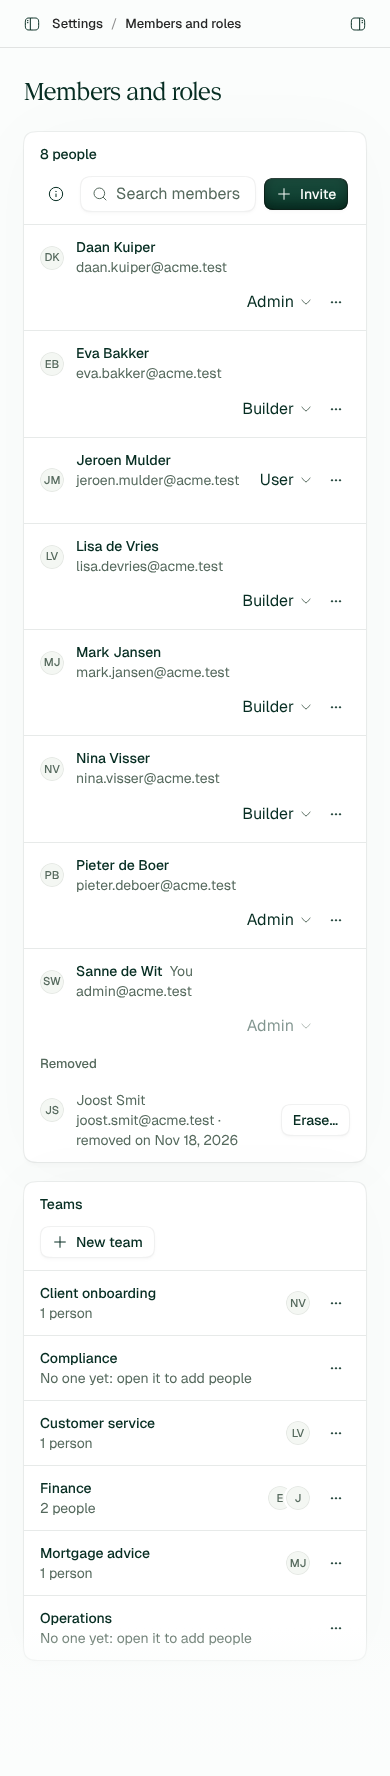 Settings / Members and roles
Members and roles
8 people
Search members
Invite
DK
Daan Kuiper
daan.kuiper@acme.test
Admin
EB
Eva Bakker
eva.bakker@acme.test
Builder
JM
Jeroen Mulder
jeroen.mulder@acme.test
User
LV
Lisa de Vries
lisa.devries@acme.test
Builder
MJ
Mark Jansen
mark.jansen@acme.test
Builder
NV
Nina Visser
nina.visser@acme.test
Builder
PB
Pieter de Boer
pieter.deboer@acme.test
Admin
SW
Sanne de Wit You
admin@acme.test
Admin
Removed
JS
Joost Smit
joost.smit@acme.test ·
removed on Nov 18, 2026
Erase...
Teams
New team
Client onboarding
1 person
NV
Compliance
No one yet: open it to add people
Customer service
1 person
LV
Finance
2 people
E J
Mortgage advice
1 person
MJ
Operations
No one yet: open it to add people